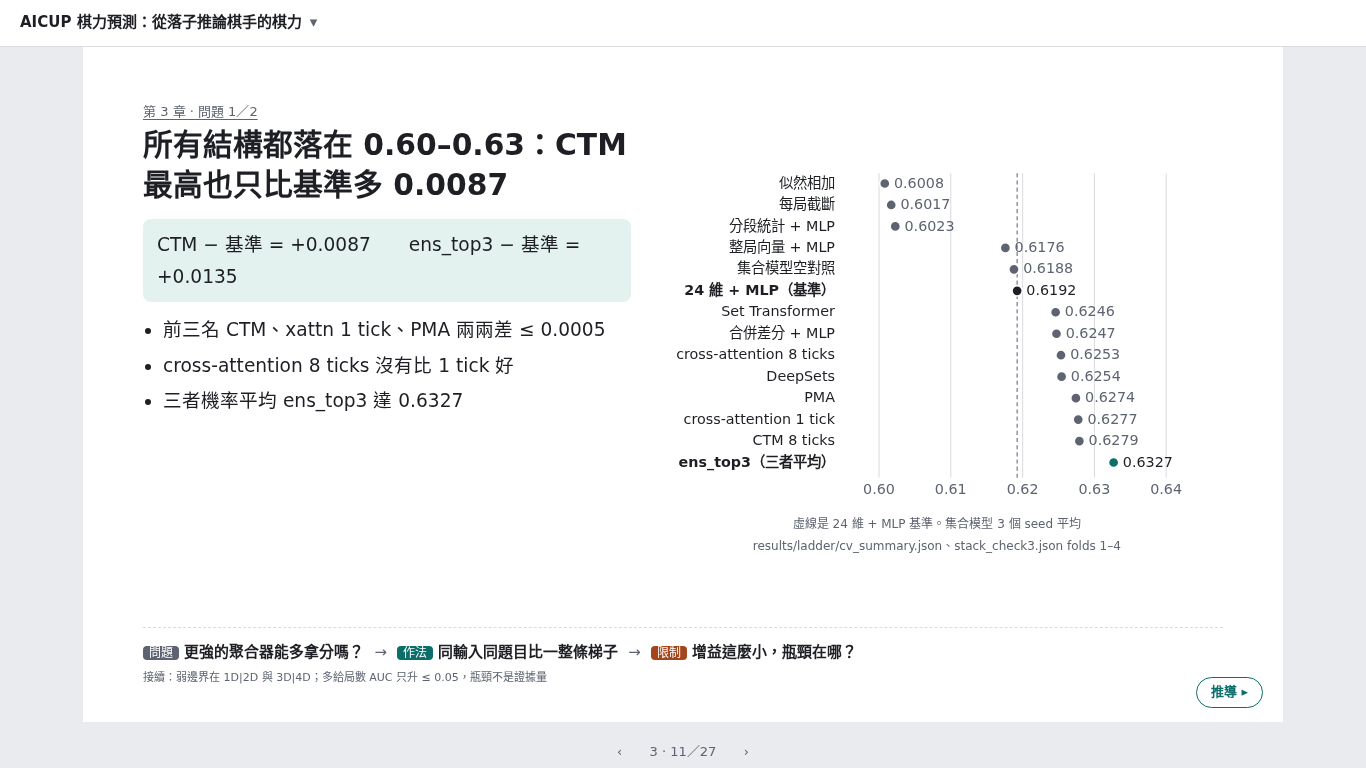 AICUP 棋力預測：從落子推論棋手的棋力 ▾
第 3 章 · 問題 1／2
所有結構都落在 0.60–0.63：CTM
最高也只比基準多 0.0087
CTM − 基準 = +0.0087 ens_top3 − 基準 =
+0.0135
• 前三名 CTM、xattn 1 tick、PMA 兩兩差 ≤ 0.0005
• cross-attention 8 ticks 沒有比 1 tick 好
• 三者機率平均 ens_top3 達 0.6327
似然相加 0.6008
每局截斷 0.6017
分段統計 + MLP 0.6023
整局向量 + MLP 0.6176
集合模型空對照 0.6188
24 維 + MLP（基準） 0.6192
Set Transformer 0.6246
合併差分 + MLP 0.6247
cross-attention 8 ticks 0.6253
DeepSets 0.6254
PMA 0.6274
cross-attention 1 tick 0.6277
CTM 8 ticks 0.6279
ens_top3（三者平均） 0.6327
0.60 0.61 0.62 0.63 0.64
虛線是 24 維 + MLP 基準。集合模型 3 個 seed 平均
results/ladder/cv_summary.json、stack_check3.json folds 1–4
問題 更強的聚合器能多拿分嗎？ → 作法 同輸入同題目比一整條梯子 → 限制 增益這麼小，瓶頸在哪？
接續：弱邊界在 1D|2D 與 3D|4D；多給局數 AUC 只升 ≤ 0.05，瓶頸不是證據量
推導 ▸
‹ 3 · 11／27 ›